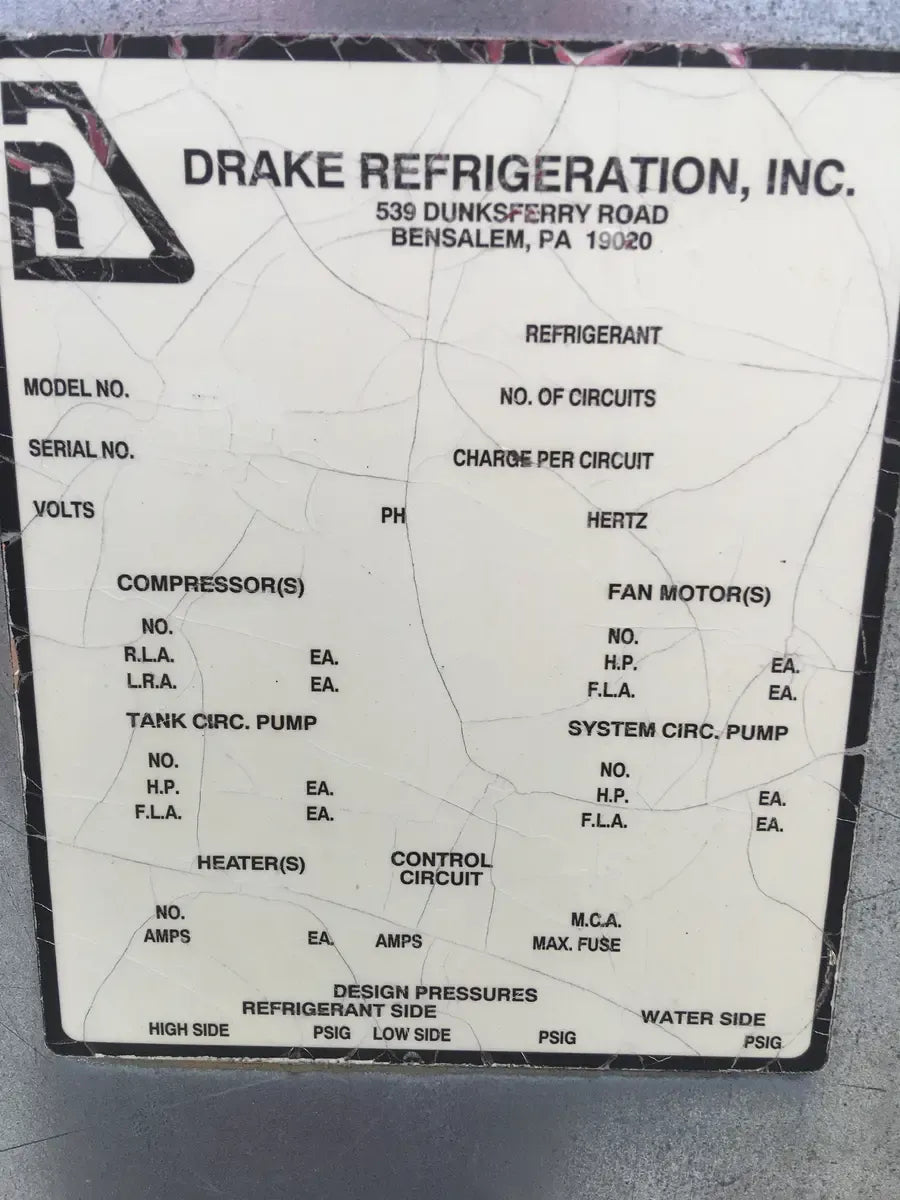 R
DRAKE REFRIGERATION, INC.
539 DUNKSFERRY ROAD
BENSALEM, PA 19020
REFRIGERANT
MODEL NO.
NO. OF CIRCUITS
SERIAL NO.
CHARGE PER CIRCUIT
VOLTS PH HERTZ
COMPRESSOR(S)
NO.
R.L.A. EA.
L.R.A. EA.
FAN MOTOR(S)
NO.
H.P. EA.
F.L.A. EA.
TANK CIRC. PUMP
NO.
H.P. EA.
F.L.A. EA.
SYSTEM CIRC. PUMP
NO.
H.P. EA.
F.L.A. EA.
HEATER(S)
NO.
AMPS EA.
CONTROL
CIRCUIT
AMPS
M.C.A.
MAX. FUSE
DESIGN PRESSURES
REFRIGERANT SIDE
HIGH SIDE PSIG LOW SIDE PSIG
WATER SIDE
PSIG